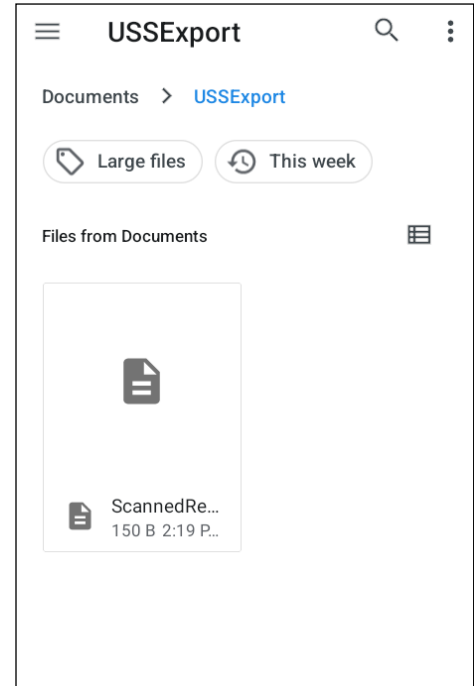 USSExport
Documents > USSExport
Large files This week
Files from Documents
ScannedRe...
150 B 2:19 P...